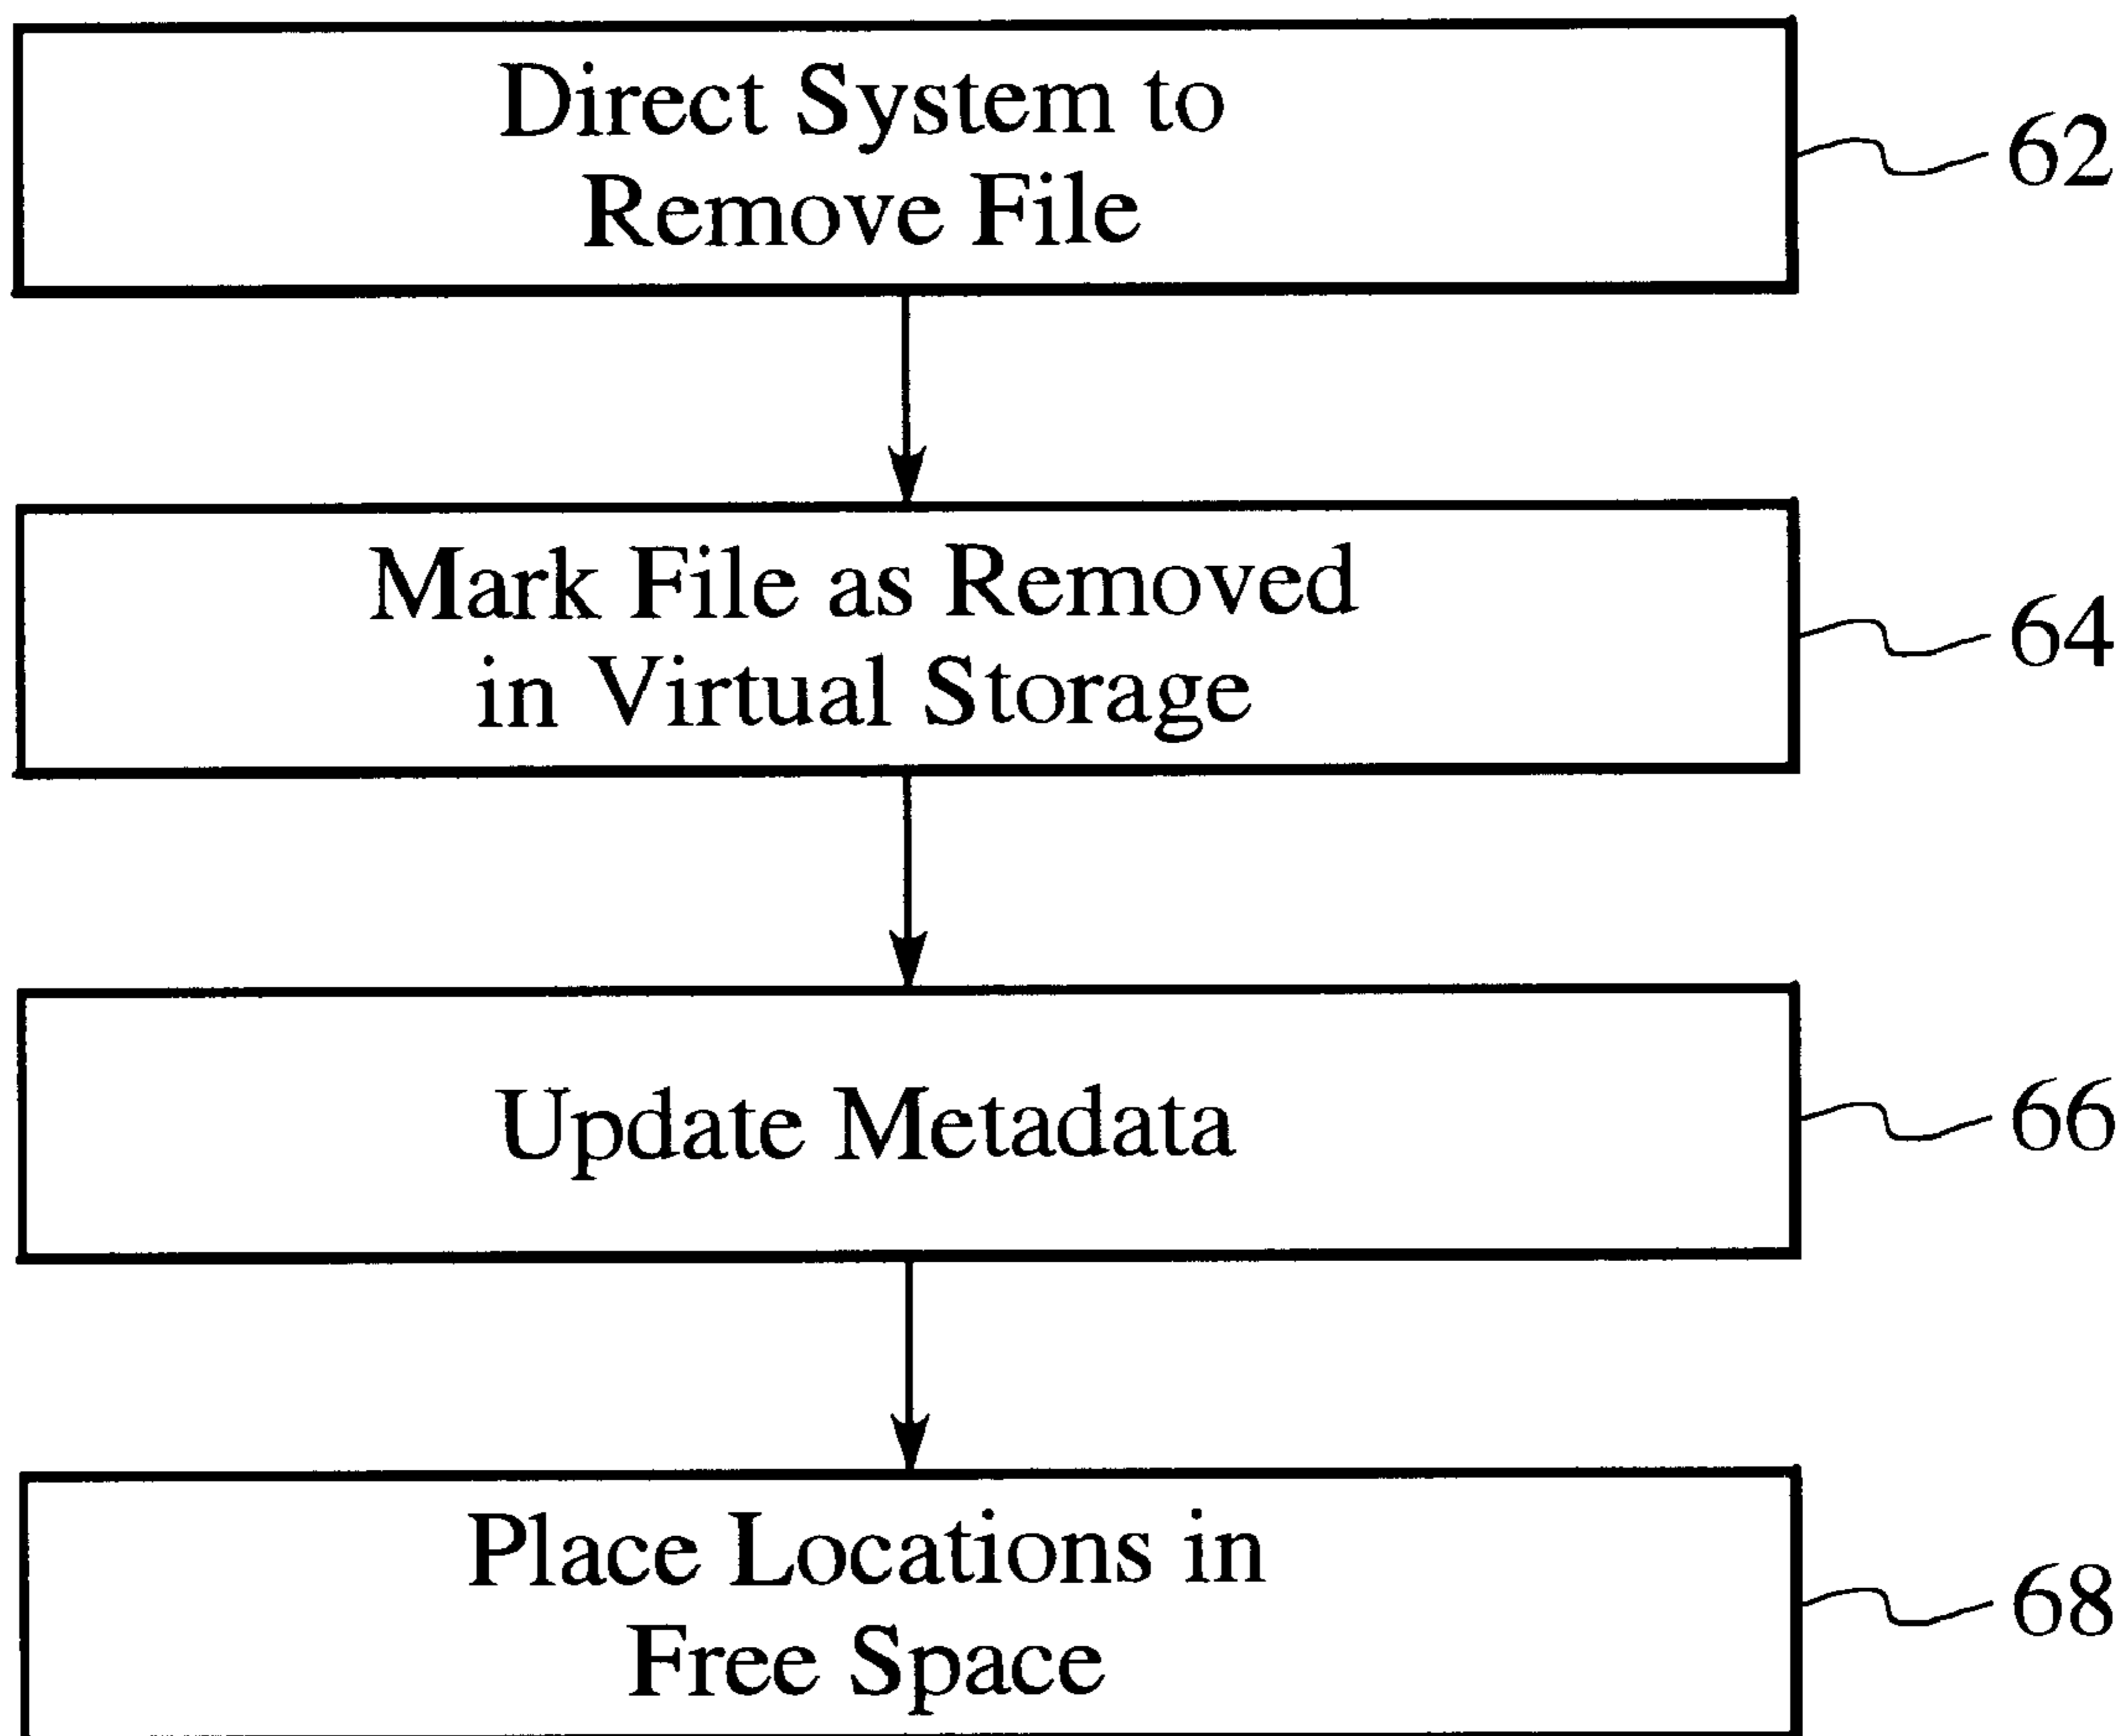 Direct System to
Remove File
62
Mark File as Removed
in Virtual Storage
64
Update Metadata
66
Place Locations in
Free Space
68